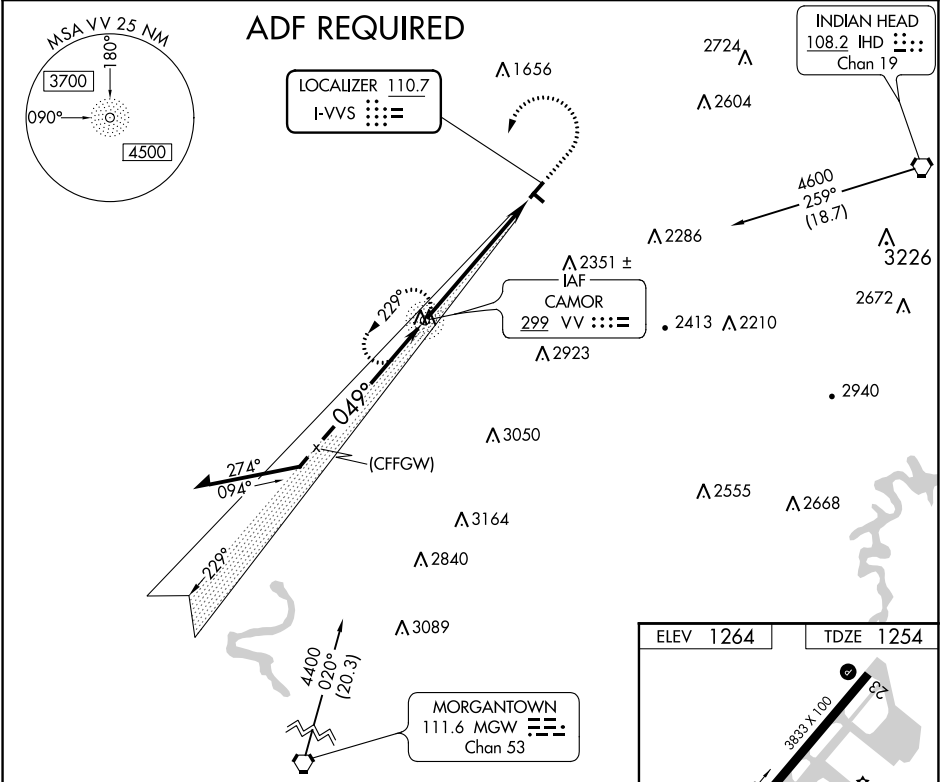 MSA VV 25 NM
180°
3700
090°
4500
ADF REQUIRED
LOCALIZER 110.7
I-VVS
1656
2724
2604
INDIAN HEAD
108.2 IHD
Chan 19
4600
259°
(18.7)
2286
3226
2351 ±
IAF
CAMOR
299 VV
2672
2413
2210
2923
229°
2940
049°
3050
(CFFGW)
274°
094°
2555
2668
3164
2840
229°
3089
4400
020°
(20.3)
MORGANTOWN
111.6 MGW
Chan 53
ELEV 1264
TDZE 1254
P
23
3833 X 100